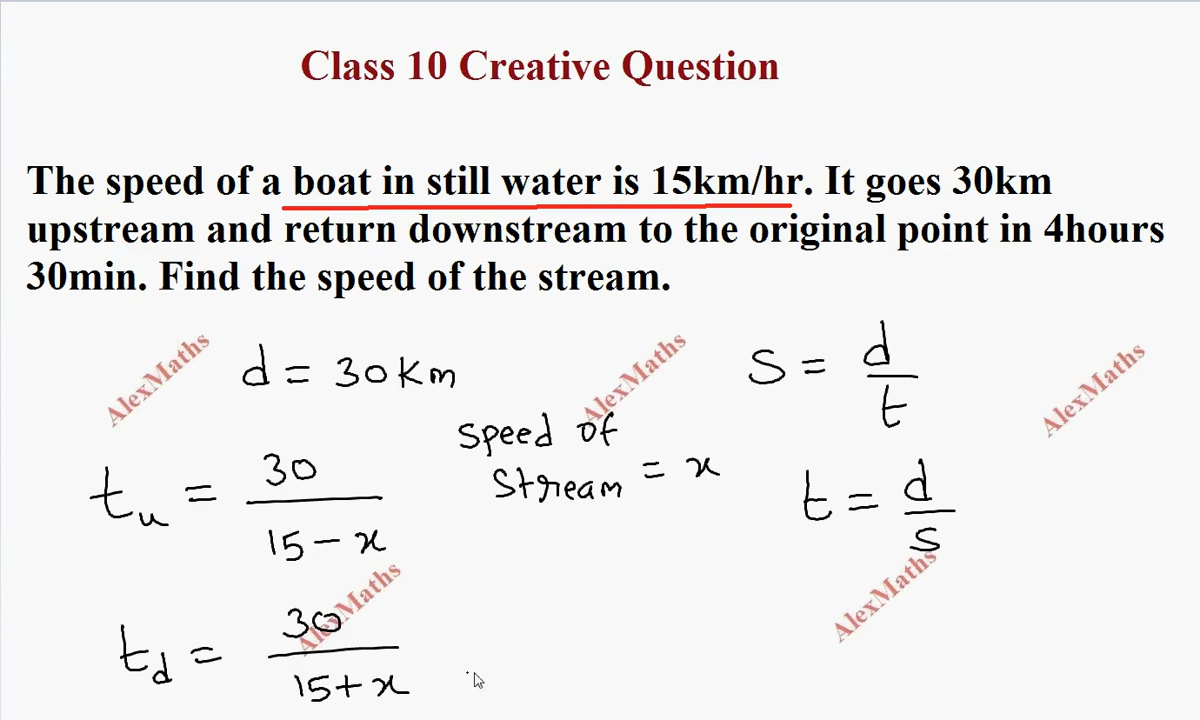 Class 10 Creative Question
The speed of a boat in still water is 15km/hr. It goes 30km
upstream and return downstream to the original point in 4hours
30min. Find the speed of the stream.
AlexMaths
d = 30Km
AlexMaths
S = d/t
AlexMaths
Speed of
Stream = x
t_u = 30/(15-x)
t = d/s
AlexMaths
AlexMaths
t_d = 30/(15+x)